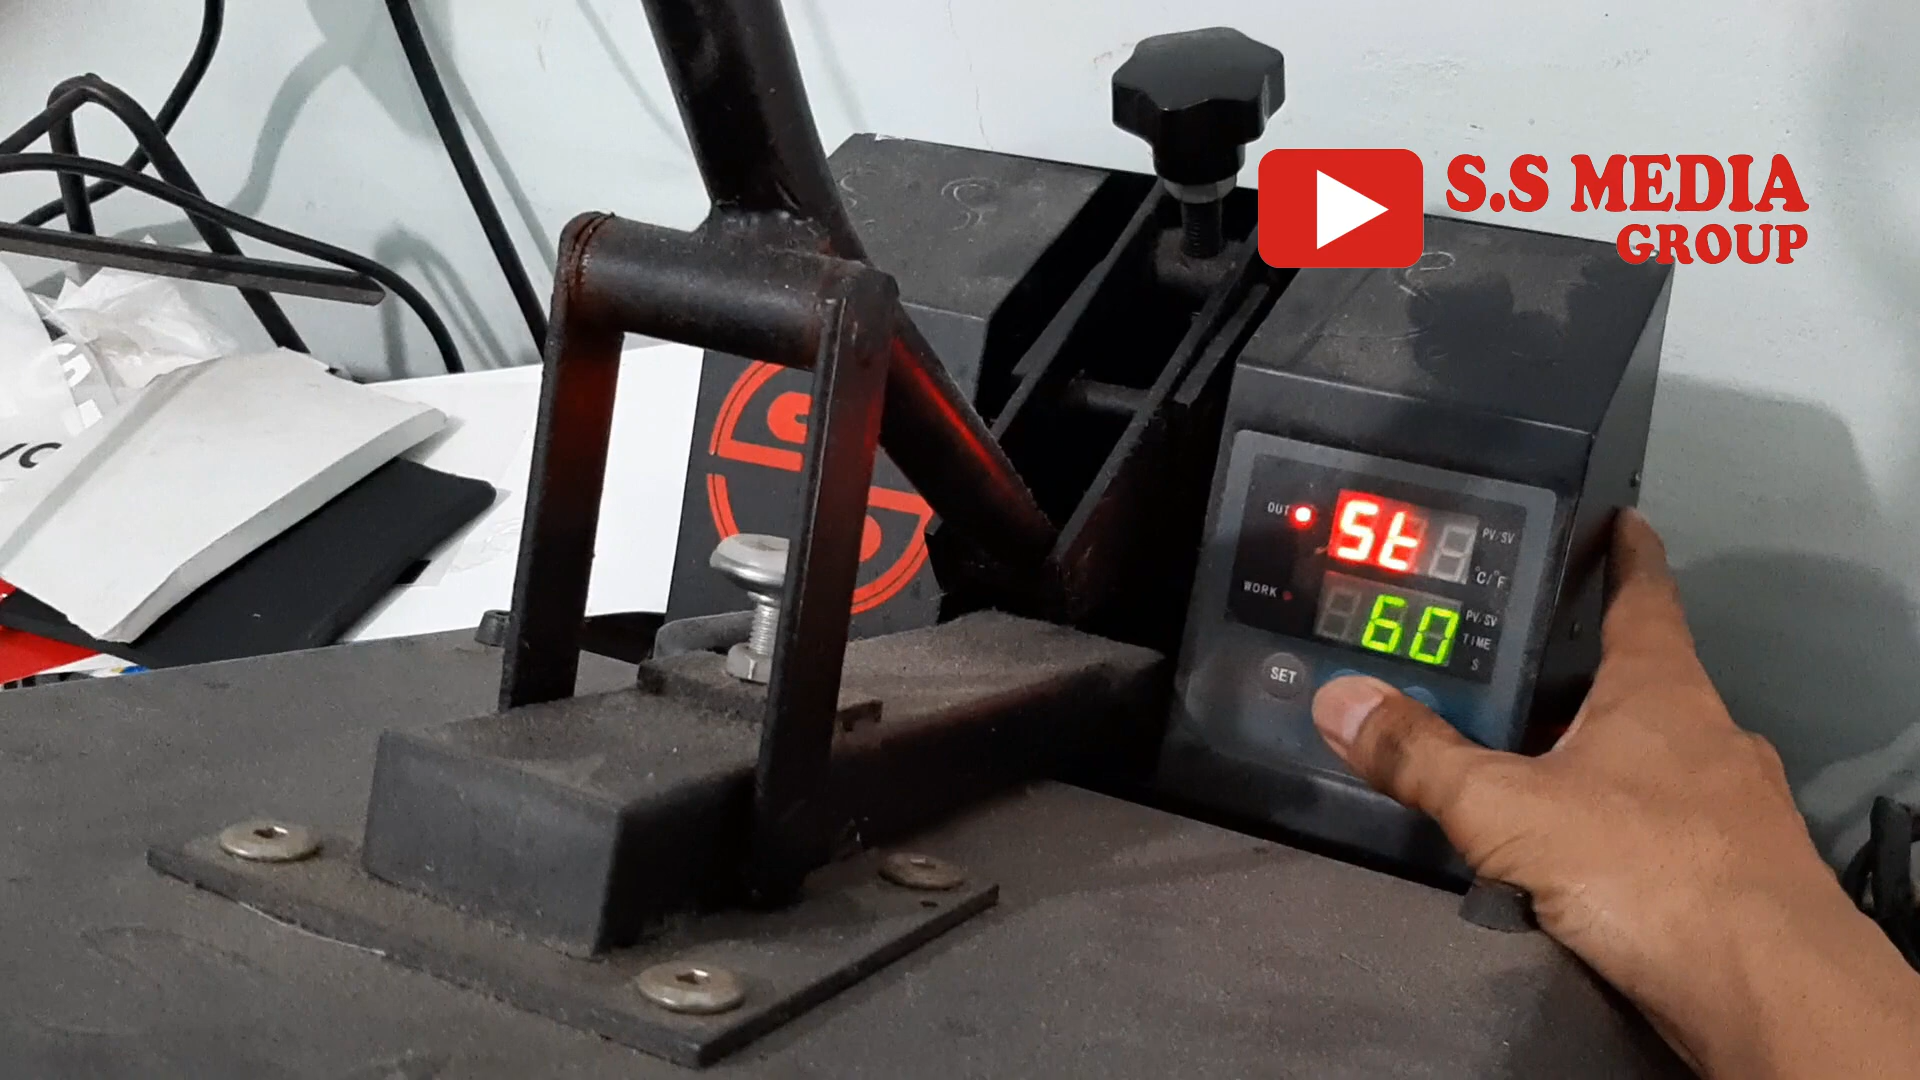 S.S MEDIA
GROUP
OUT
St
PV/SV
°C/°F
WORK
60
PV/SV
TIME
S
SET